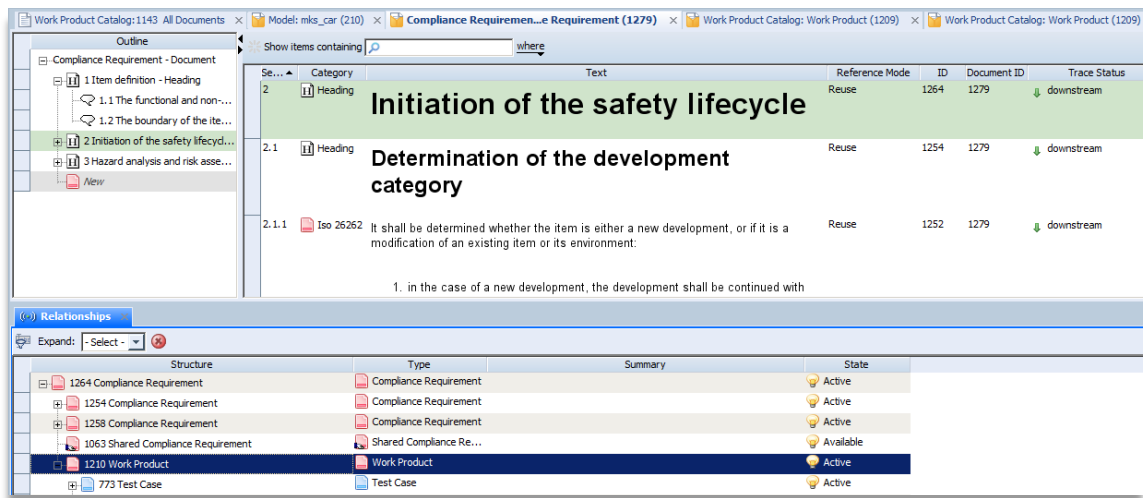 Work Product Catalog:1143 All Documents
Model: mks_car (210)
Compliance Requiremen...e Requirement (1279)
Work Product Catalog: Work Product (1209)
Work Product Catalog: Work Product (1209)
Outline
Compliance Requirement - Document
1 Item definition - Heading
1.1 The functional and non-...
1.2 The boundary of the ite...
2 Initiation of the safety lifecycl...
3 Hazard analysis and risk asse...
New
Show items containing
where
Se... Category Text Reference Mode ID Document ID Trace Status
2 Heading Initiation of the safety lifecycle Reuse 1264 1279 downstream
2.1 Heading Determination of the development Reuse 1254 1279 downstream
category
2.1.1 Iso 26262 It shall be determined whether the item is either a new development, or if it is a Reuse 1252 1279 downstream
modification of an existing item or its environment:
1. in the case of a new development, the development shall be continued with
Relationships
Expand: - Select -
Structure Type Summary State
1264 Compliance Requirement Compliance Requirement Active
1254 Compliance Requirement Compliance Requirement Active
1258 Compliance Requirement Compliance Requirement Active
1063 Shared Compliance Requirement Shared Compliance Re... Available
1210 Work Product Work Product Active
773 Test Case Test Case Active